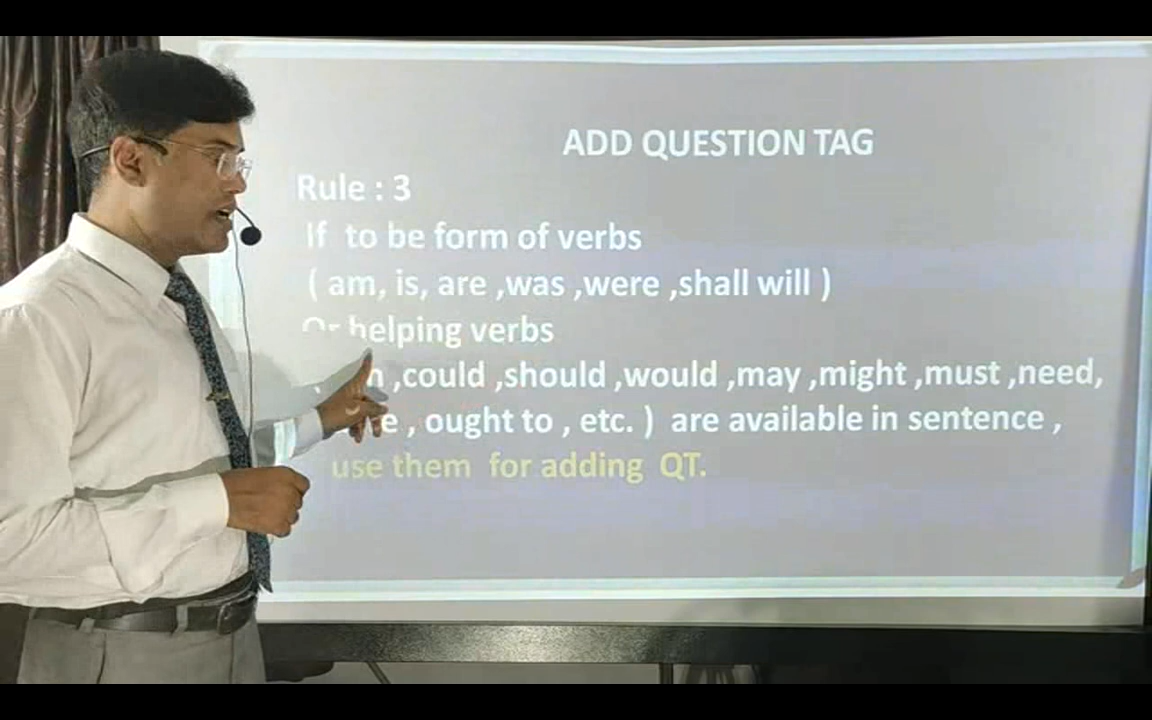 ADD QUESTION TAG
Rule : 3
If to be form of verbs
( am, is, are ,was ,were ,shall will )
Or helping verbs
,could ,should ,would ,may ,might ,must ,need,
, ought to , etc. ) are available in sentence ,
use them for adding QT.